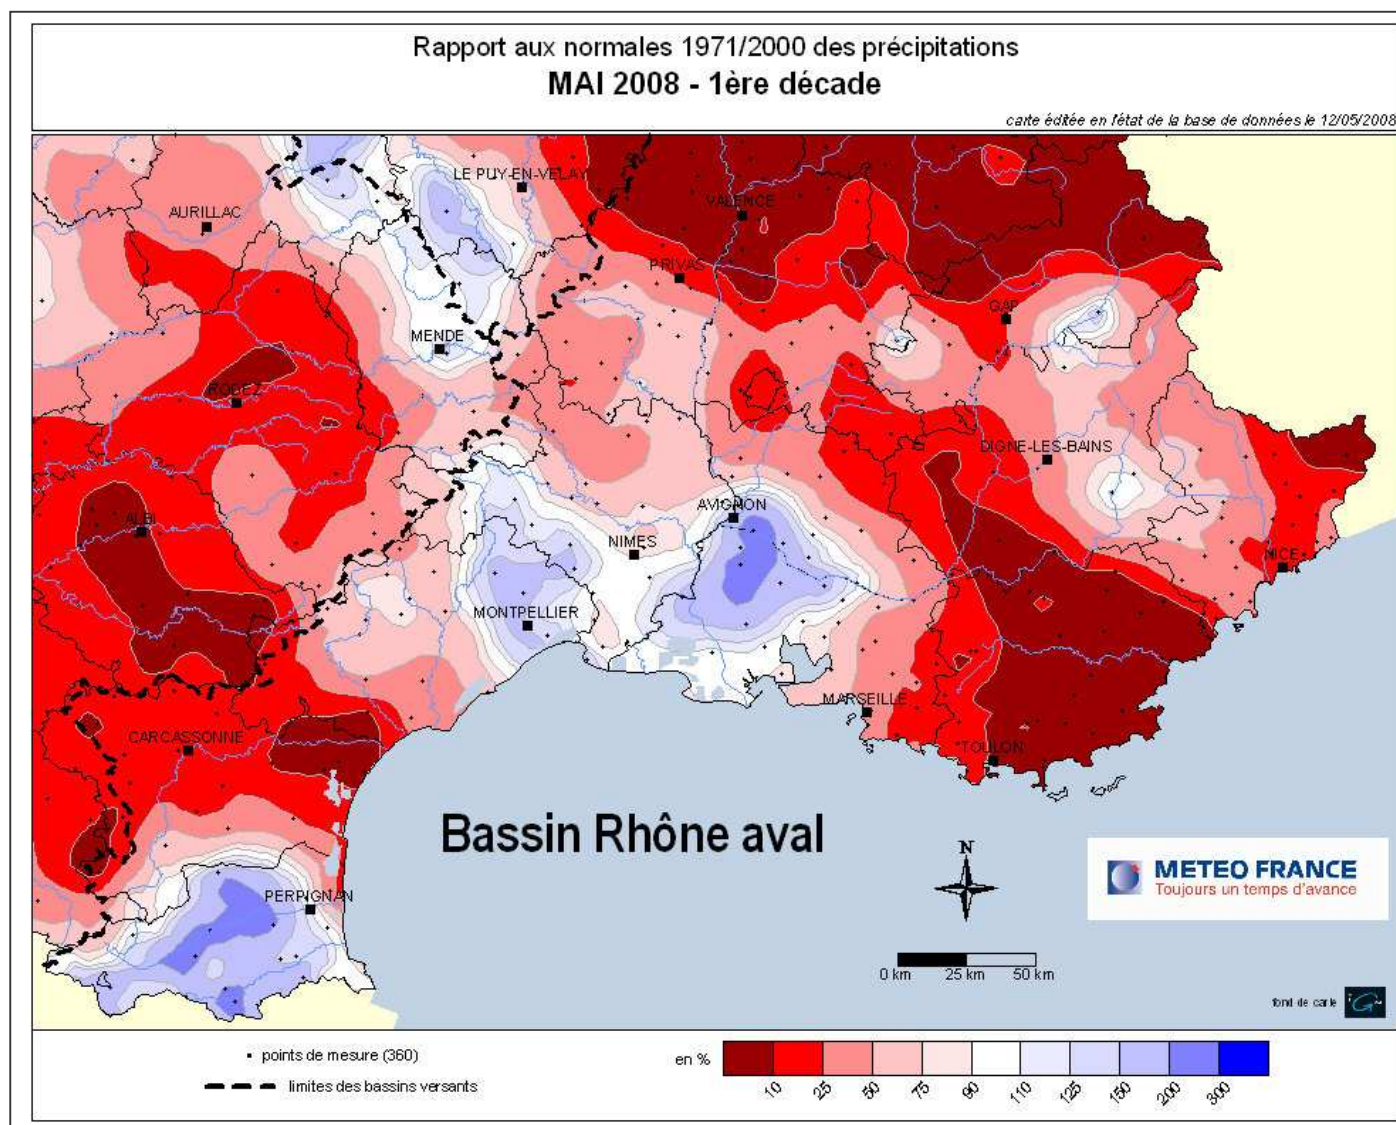 Rapport aux normales 1971/2000 des précipitations
MAI 2008 - 1ère décade
carte éditée en l'état de la base de données le 12/05/2008
LE PUY-EN-VELAY
AURILLAC
VALENCE
PRIVAS
GAP
MENDE
RODEZ
DIGNE-LES-BAINS
AVIGNON
ALBI
NIMES
NICE
MONTPELLIER
MARSEILLE
CARCASSONNE
TOULON
Bassin Rhône aval
N
METEO FRANCE
Toujours un temps d'avance
PERPIGNAN
0 km 25 km 50 km
fond de carte
points de mesure (360)
en %
limites des bassins versants
10 25 50 75 90 110 125 150 200 300